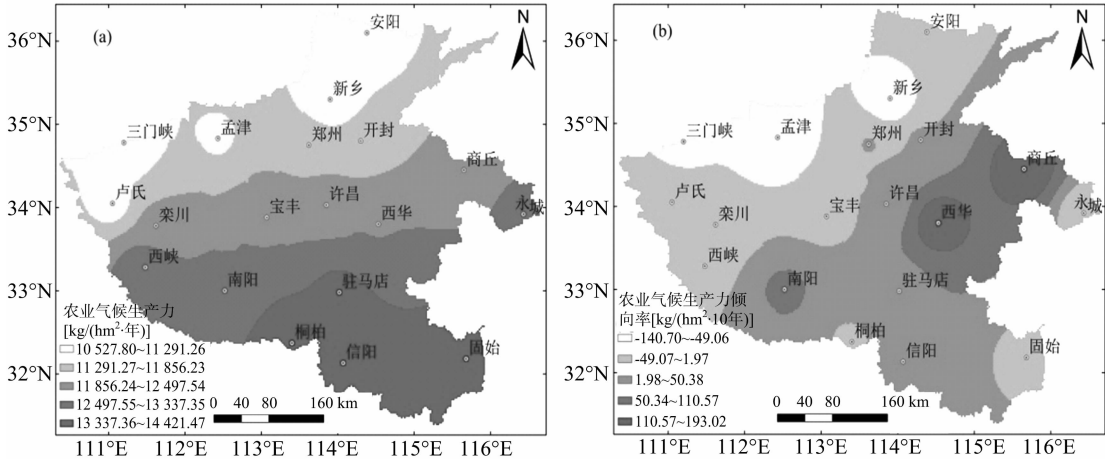 (a)
N
36°N
35°N
34°N
33°N
32°N
安阳
新乡
三门峡
孟津
郑州
开封
商丘
卢氏
栾川
宝丰
许昌
西华
永城
西峡
南阳
驻马店
桐柏
信阳
固始
农业气候生产力
[kg/(hm²·年)]
10 527.80~11 291.26
11 291.27~11 856.23
11 856.24~12 497.54
12 497.55~13 337.35
13 337.36~14 421.47
0 40 80 160 km
111°E 112°E 113°E 114°E 115°E 116°E
(b)
N
36°N
35°N
34°N
33°N
32°N
安阳
新乡
三门峡
孟津
郑州
开封
商丘
卢氏
栾川
宝丰
许昌
西华
永城
西峡
南阳
驻马店
桐柏
信阳
固始
农业气候生产力倾
向率[kg/(hm²·10年)]
-140.70~-49.06
-49.07~1.97
1.98~50.38
50.34~110.57
110.57~193.02
0 40 80 160 km
111°E 112°E 113°E 114°E 115°E 116°E